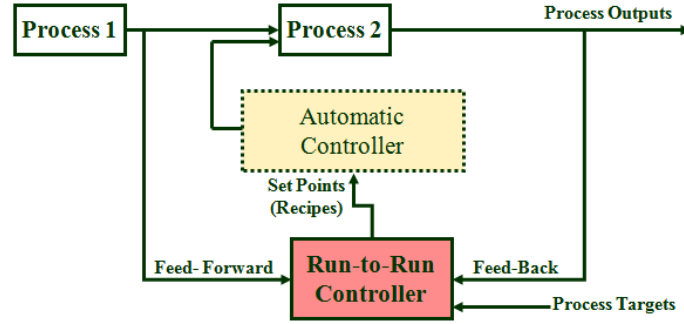 Process Outputs
Process 1
Process 2
Automatic
Controller
Set Points
(Recipes)
Feed- Forward
Run-to-Run
Controller
Feed-Back
Process Targets